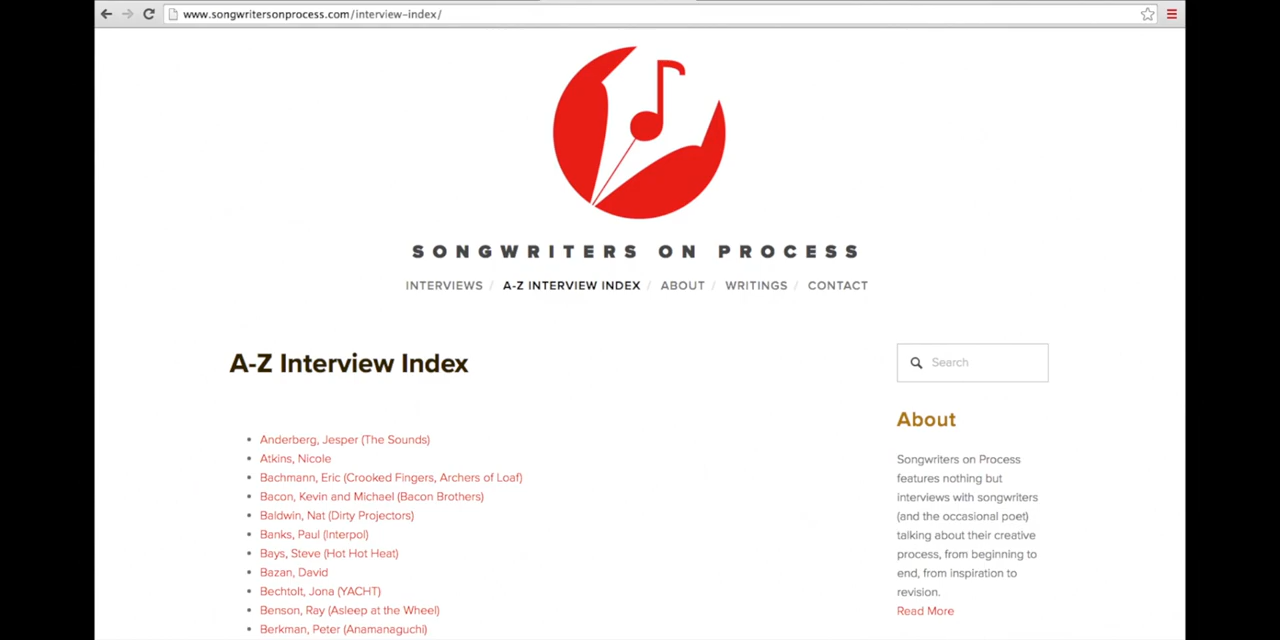 www.songwritersonprocess.com/interview-index/
SONGWRITERS ON PROCESS
INTERVIEWS / A-Z INTERVIEW INDEX / ABOUT / WRITINGS / CONTACT
A-Z Interview Index
Anderberg, Jesper (The Sounds)
Atkins, Nicole
Bachmann, Eric (Crooked Fingers, Archers of Loaf)
Bacon, Kevin and Michael (Bacon Brothers)
Baldwin, Nat (Dirty Projectors)
Banks, Paul (Interpol)
Bays, Steve (Hot Hot Heat)
Bazan, David
Bechtolt, Jona (YACHT)
Benson, Ray (Asleep at the Wheel)
Berkman, Peter (Anamanaguchi)
Search
About
Songwriters on Process
features nothing but
interviews with songwriters
(and the occasional poet)
talking about their creative
process, from beginning to
end, from inspiration to
revision.
Read More